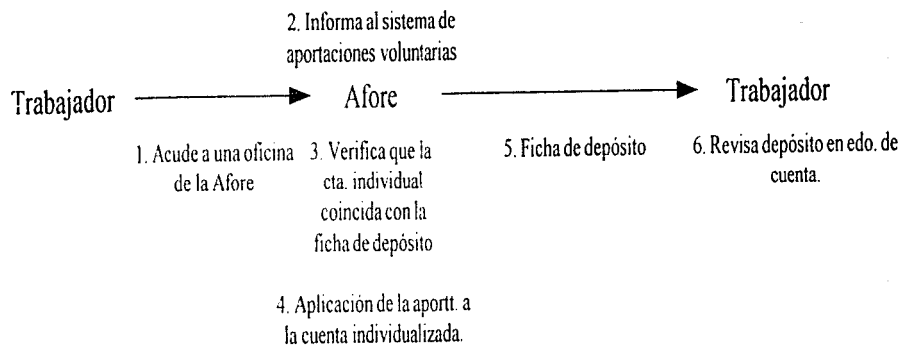 2. Informa al sistema de
aportaciones voluntarias
Trabajador
Afore
Trabajador
1. Acude a una oficina
de la Afore
3. Verifica que la
cta. individual
coincida con la
ficha de depósito
5. Ficha de depósito
6. Revisa depósito en edo. de
cuenta.
4. Aplicación de la aportt. a
la cuenta individualizada.